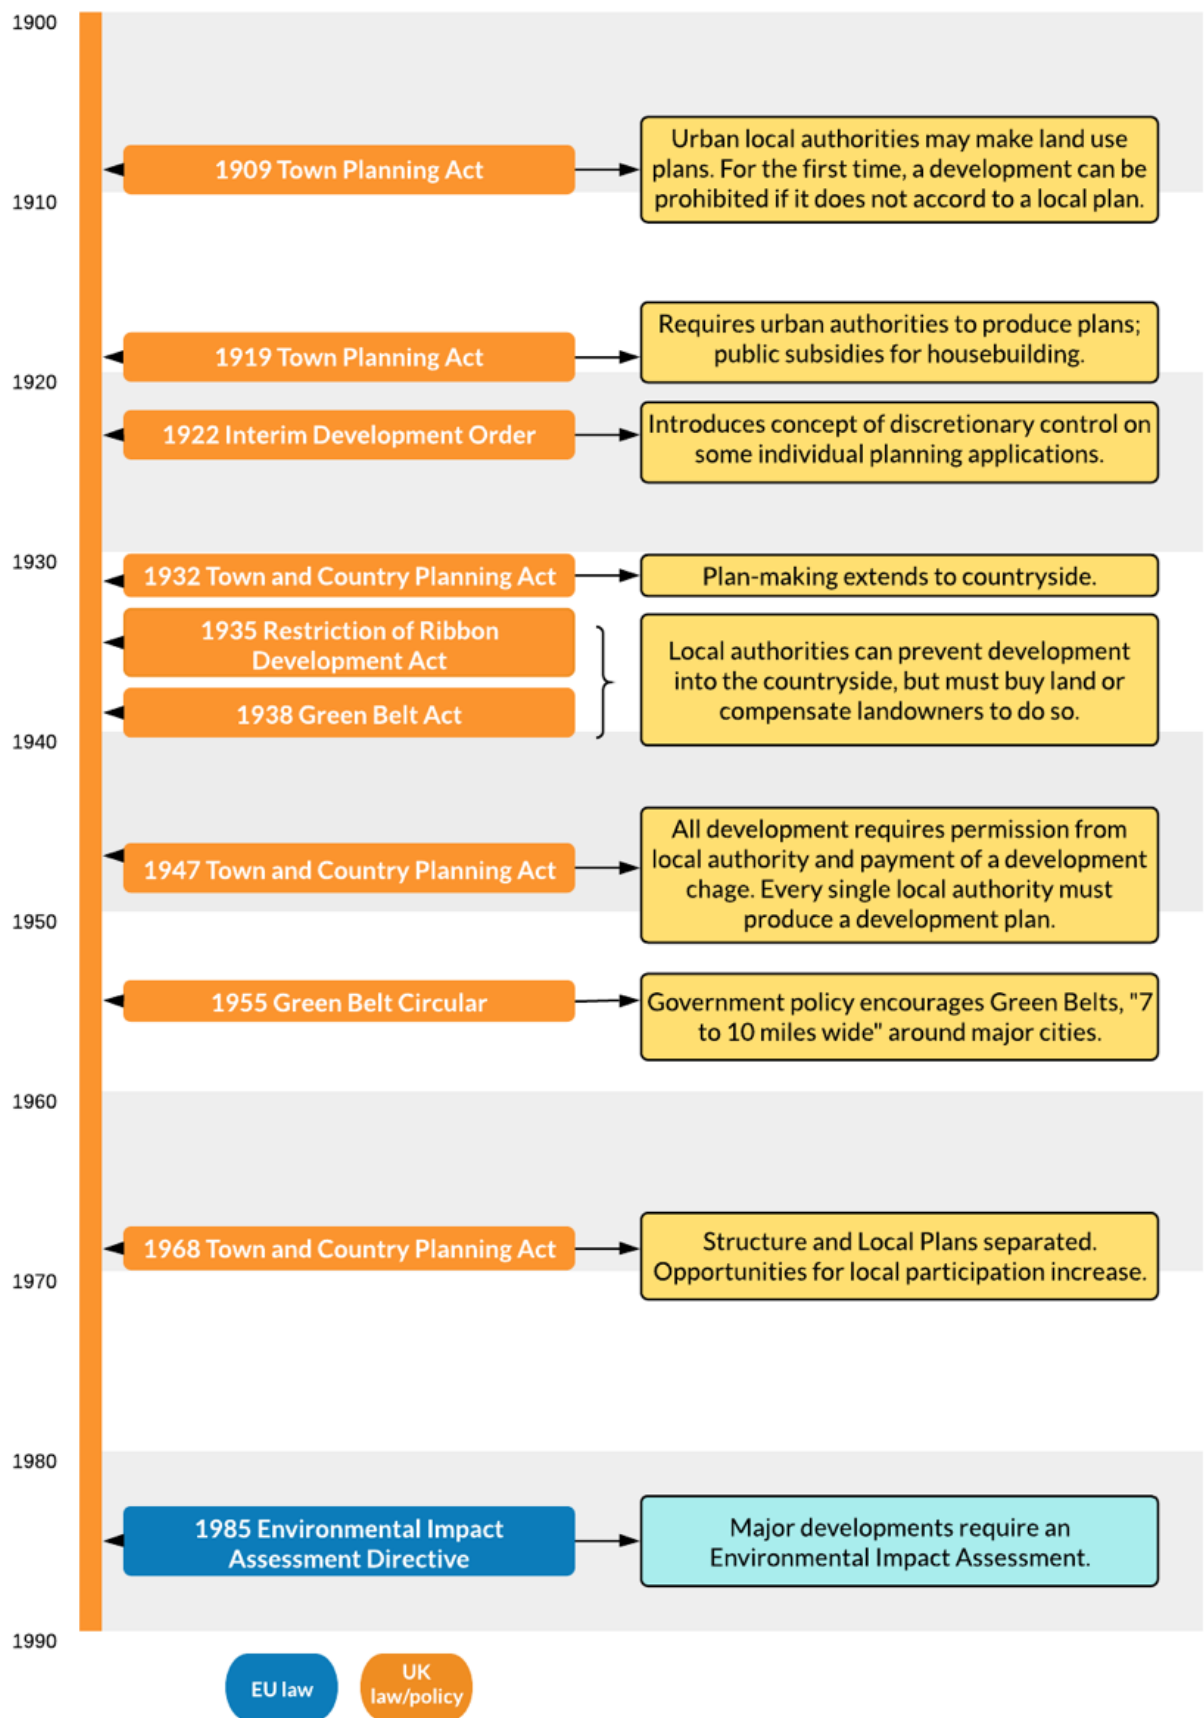 1900
1909 Town Planning Act
Urban local authorities may make land use
plans. For the first time, a development can be
prohibited if it does not accord to a local plan.
1910
1919 Town Planning Act
Requires urban authorities to produce plans;
public subsidies for housebuilding.
1920
1922 Interim Development Order
Introduces concept of discretionary control on
some individual planning applications.
1930
1932 Town and Country Planning Act
Plan-making extends to countryside.
1935 Restriction of Ribbon
Development Act
1938 Green Belt Act
Local authorities can prevent development
into the countryside, but must buy land or
compensate landowners to do so.
1940
1947 Town and Country Planning Act
All development requires permission from
local authority and payment of a development
chage. Every single local authority must
produce a development plan.
1950
1955 Green Belt Circular
Government policy encourages Green Belts, "7
to 10 miles wide" around major cities.
1960
1968 Town and Country Planning Act
Structure and Local Plans separated.
Opportunities for local participation increase.
1970
1980
1985 Environmental Impact
Assessment Directive
Major developments require an
Environmental Impact Assessment.
1990
EU law
UK
law/policy